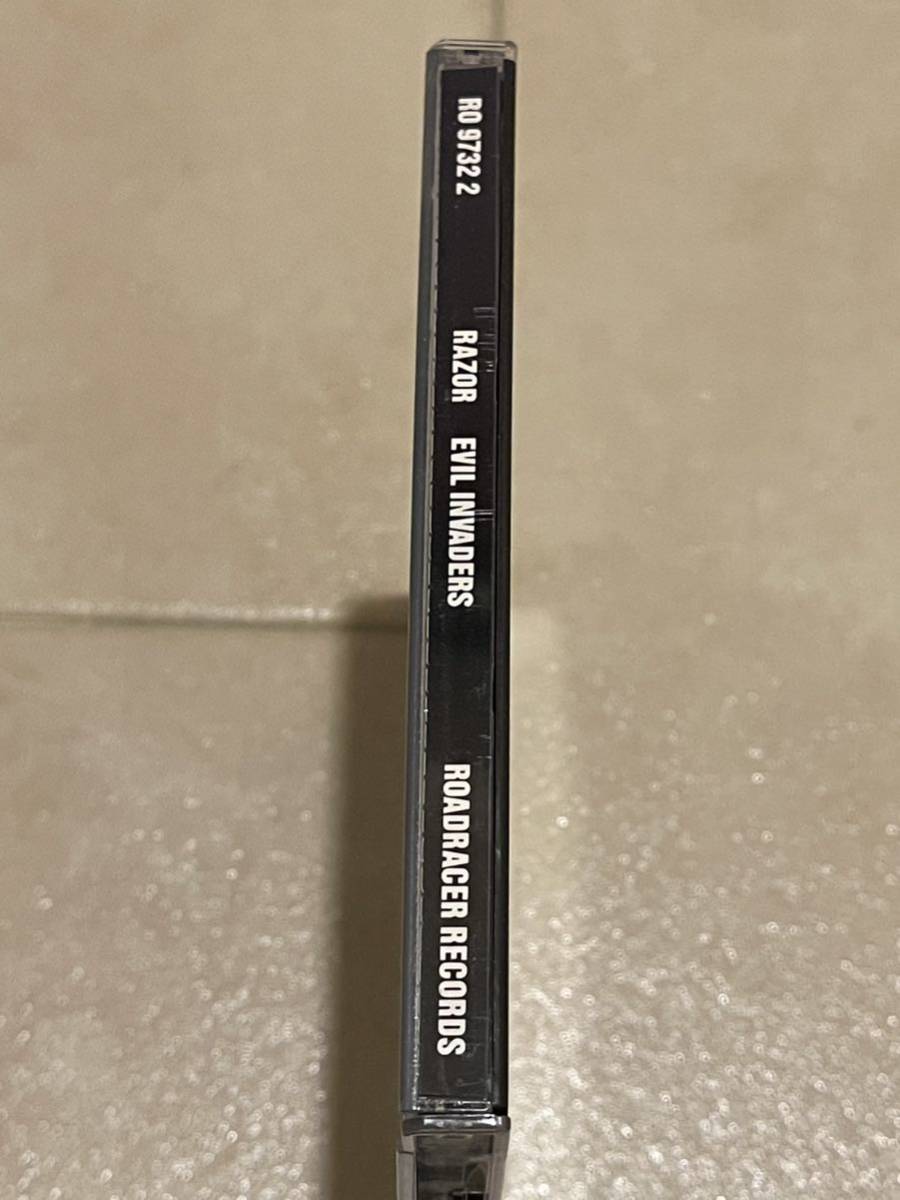 RO 9732 2
RAZOR EVIL INVADERS
ROADRACER RECORDS